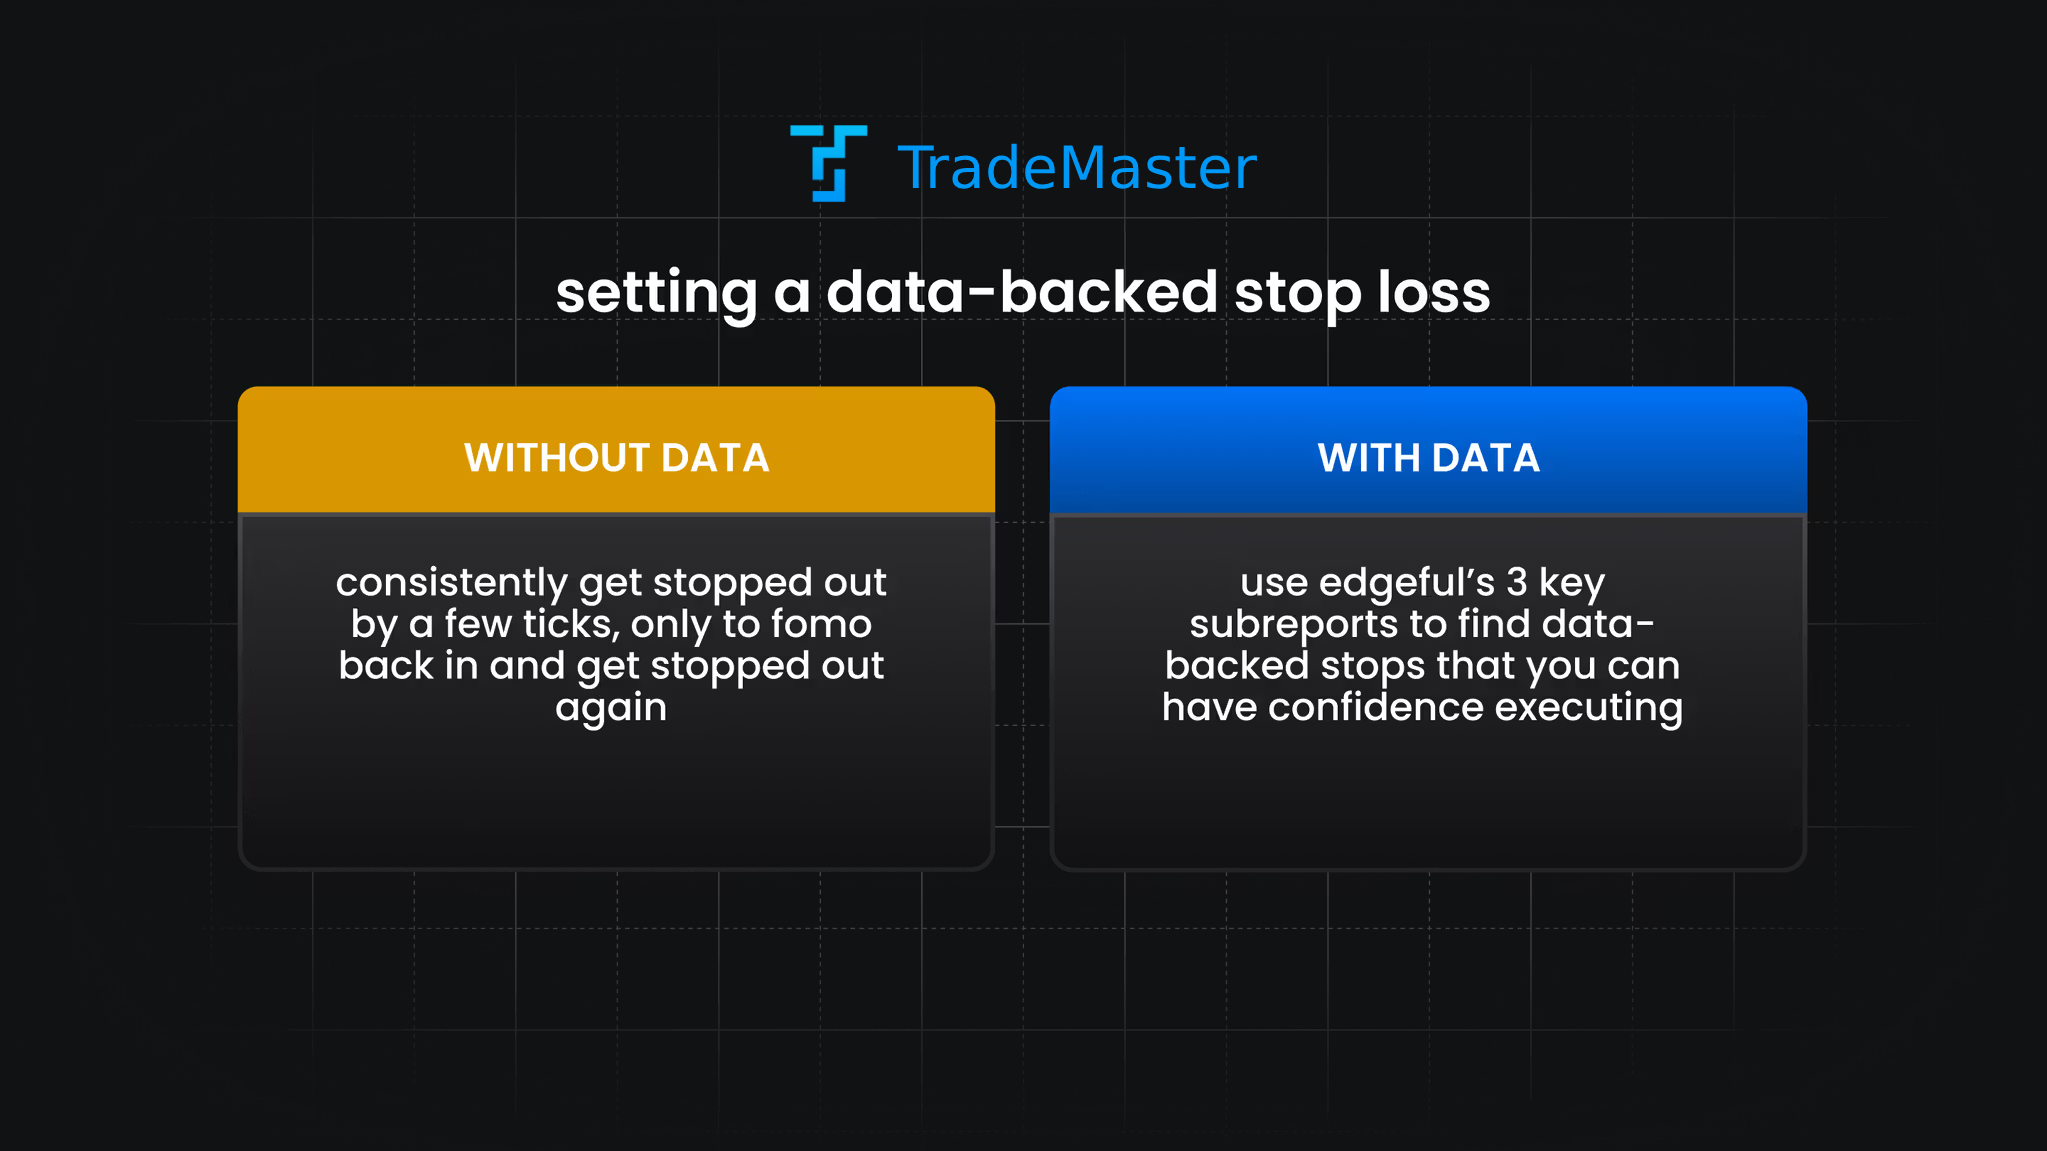 TradeMaster
setting a data-backed stop loss
WITHOUT DATA
consistently get stopped out
by a few ticks, only to fomo
back in and get stopped out
again
WITH DATA
use edgeful’s 3 key
subreports to find data-
backed stops that you can
have confidence executing